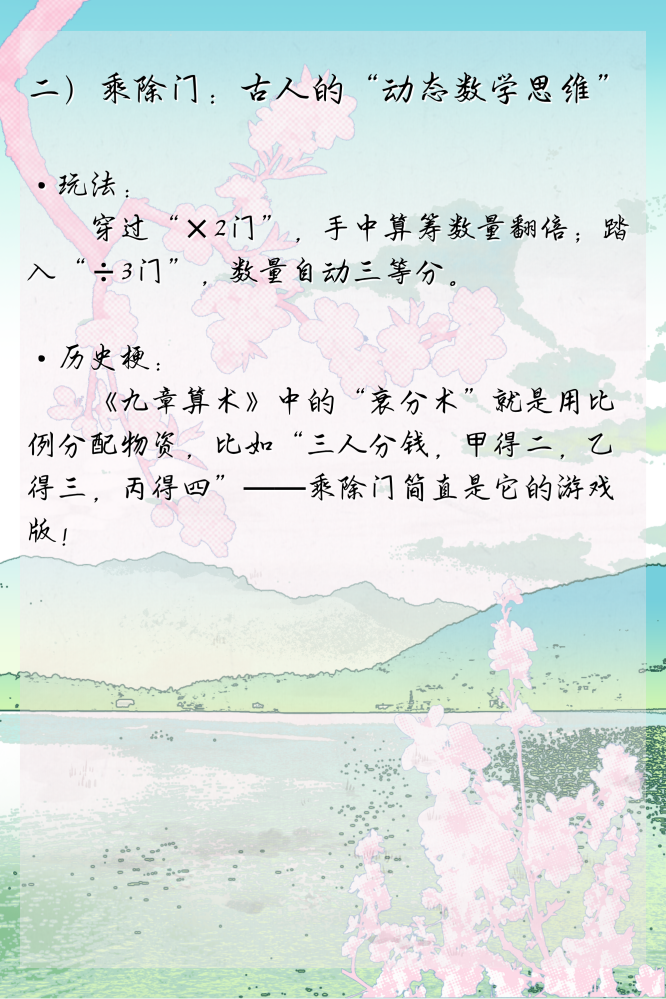 二）乘除门：古人的“动态数学思维”
·玩法：
穿过“×2门”，手中算筹数量翻倍；踏
入“÷3门”，数量自动三等分。
·历史梗：
《九章算术》中的“衰分术”就是用比
例分配物资，比如“三人分钱，甲得二，乙
得三，丙得四”——乘除门简直是它的游戏
版！